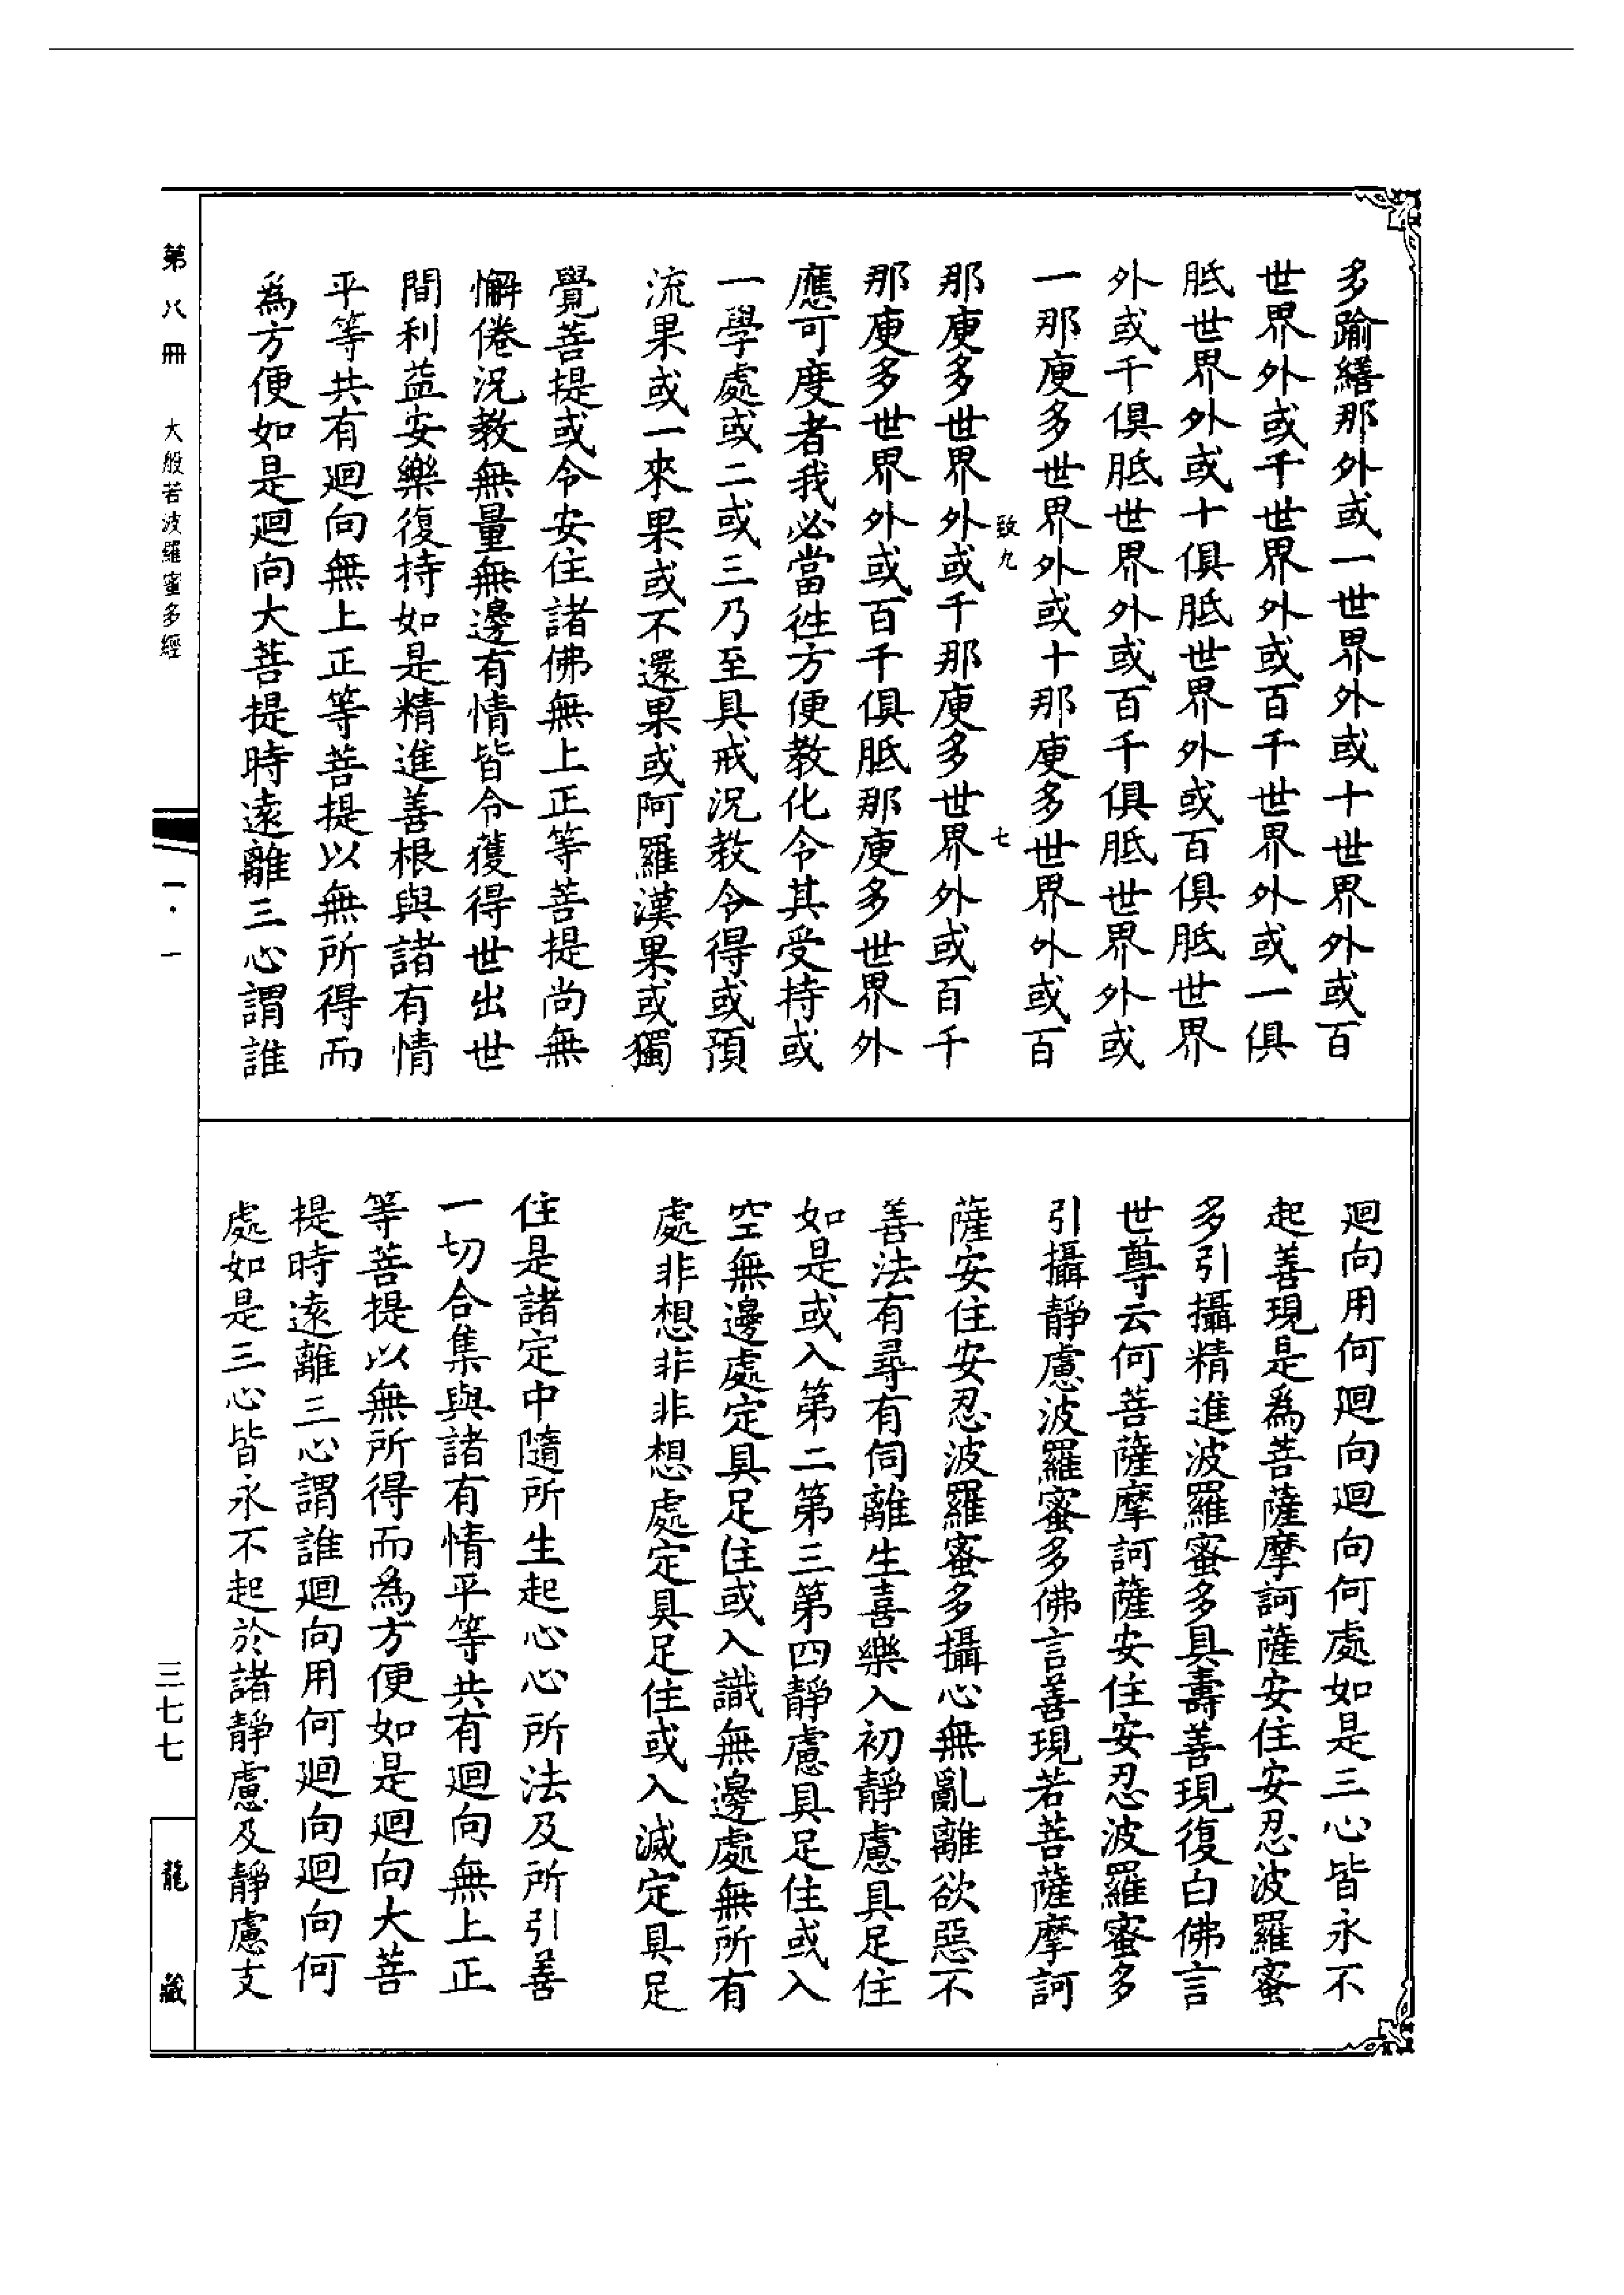 多踰繕那外或一世界外或十世界外或百
世界外或千世界外或百千世界外或一俱
胝世界外或十俱胝世界外或百俱胝世界
外或千俱胝世界外或百千俱胝世界外或
一那庾多世界外或十那庾多世界外或百
致九
七
那庾多世界外或千那庾多世界外或百千
那庾多世界外或百千俱胝那庾多世界外
應可度者我必當往方便教化令其受持或
一學處或二或三乃至具戒況教令得或預
流果或一來果或不還果或阿羅漢果或獨
覺菩提或令安住諸佛無上正等菩提尚無
懈倦況教無量無邊有情皆令獲得世出世
間利益安樂復持如是精進善根與諸有情
平等共有迴向無上正等菩提以無所得而
為方便如是迴向大菩提時遠離三心謂誰
迴向用何迴向迴向何處如是三心皆永不
起善現是為菩薩摩訶薩安住安忍波羅蜜
多引攝精進波羅蜜多具壽善現復白佛言
世尊云何菩薩摩訶薩安住安忍波羅蜜多
引攝靜慮波羅蜜多佛言善現若菩薩摩訶
薩安住安忍波羅蜜多攝心無亂離欲惡不
善法有尋有伺離生喜樂入初靜慮具足住
如是或入第二第三第四靜慮具足住或入
空無邊處定具足住或入識無邊處無所有
處非想非非想處定具足住或入滅定具足
住是諸定中隨所生起心心所法及所引善
一切合集與諸有情平等共有迴向無上正
等菩提以無所得而為方便如是迴向大菩
提時遠離三心謂誰迴向用何迴向迴向何
處如是三心皆永不起於諸靜慮及靜慮支
第八冊 大般若波羅蜜多經
一·一
三七七
龍藏